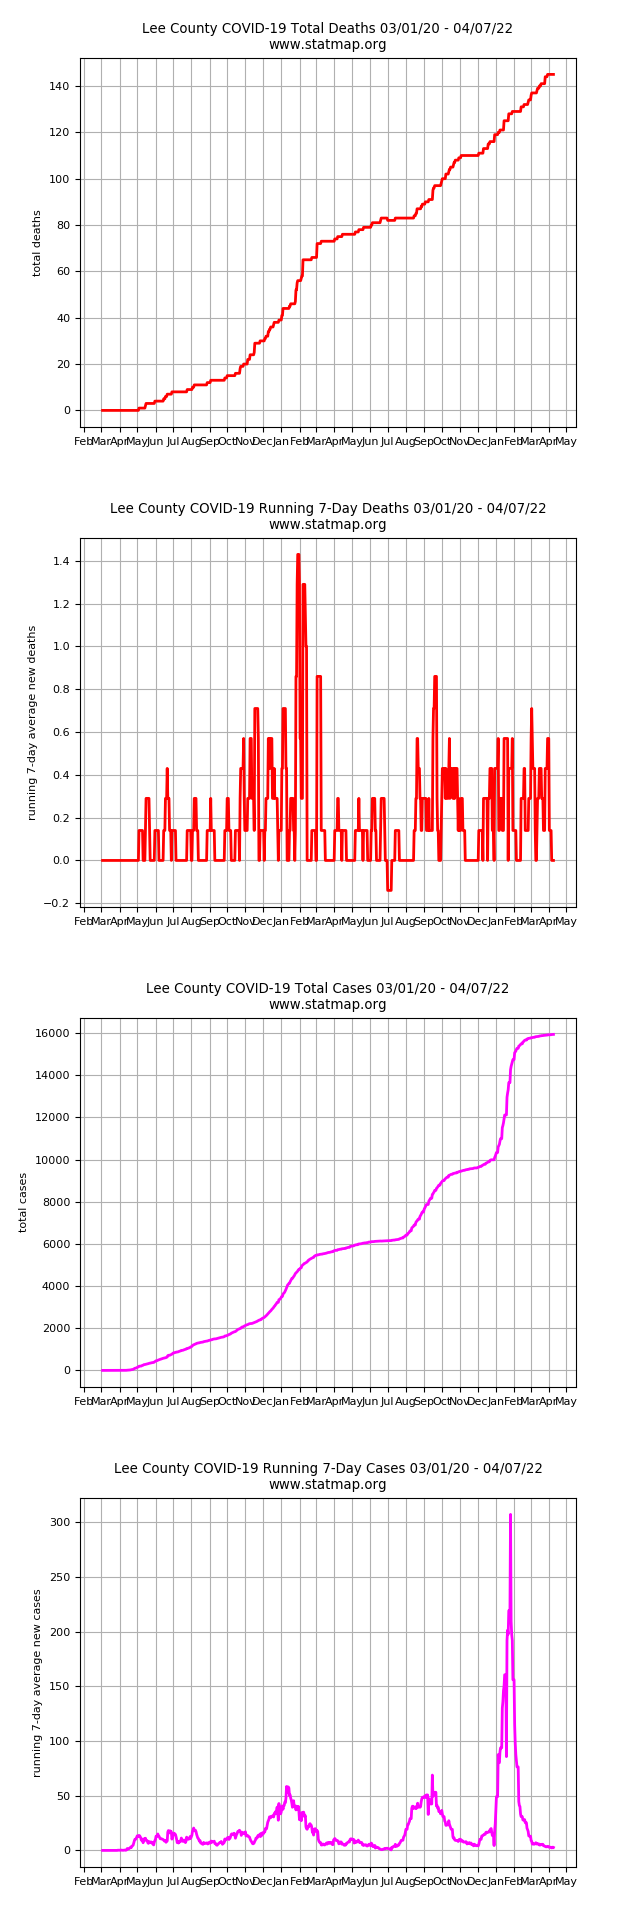 Lee County COVID-19 Total Deaths 03/01/20 - 04/07/22
www.statmap.org
140
120
100
80
60
40
20
0
total deaths
Feb Mar Apr May Jun Jul Aug Sep Oct Nov Dec Jan Feb Mar Apr May Jun Jul Aug Sep Oct Nov Dec Jan Feb Mar Apr May
Lee County COVID-19 Running 7-Day Deaths 03/01/20 - 04/07/22
www.statmap.org
1.4
1.2
1.0
0.8
0.6
0.4
0.2
0.0
−0.2
running 7-day average new deaths
Feb Mar Apr May Jun Jul Aug Sep Oct Nov Dec Jan Feb Mar Apr May Jun Jul Aug Sep Oct Nov Dec Jan Feb Mar Apr May
Lee County COVID-19 Total Cases 03/01/20 - 04/07/22
www.statmap.org
16000
14000
12000
10000
8000
6000
4000
2000
0
total cases
Feb Mar Apr May Jun Jul Aug Sep Oct Nov Dec Jan Feb Mar Apr May Jun Jul Aug Sep Oct Nov Dec Jan Feb Mar Apr May
Lee County COVID-19 Running 7-Day Cases 03/01/20 - 04/07/22
www.statmap.org
300
250
200
150
100
50
0
running 7-day average new cases
Feb Mar Apr May Jun Jul Aug Sep Oct Nov Dec Jan Feb Mar Apr May Jun Jul Aug Sep Oct Nov Dec Jan Feb Mar Apr May